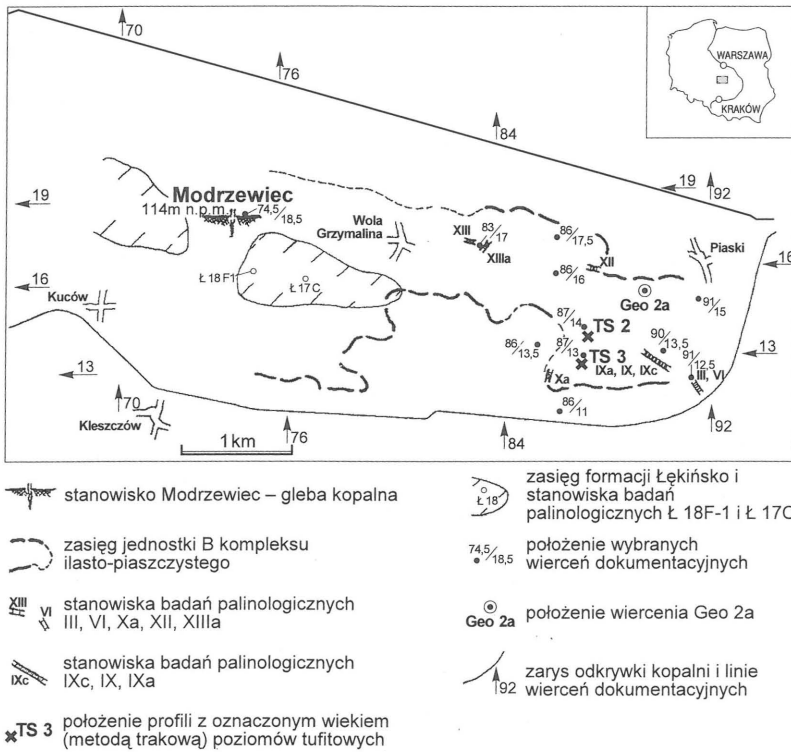 70
76
84
92
WARSZAWA
KRAKÓW
19
19
Modrzewiec
114m n.p.m.
74,5/18,5
Wola
Grzymalina
XIII
83/17
XIIIa
86/17,5
XII
Piaski
16
16
Ł 18 F1
Ł 17 C
86/16
Geo 2a
91/15
Kuców
87/14
TS 2
86/13,5
87/13
TS 3
90/13,5
13
13
IXa, IX, IXc
91/12,5
III, VI
Xa
86/11
70
Kleszczów
1 km
76
84
92
stanowisko Modrzewiec – gleba kopalna
zasięg jednostki B kompleksu
ilasto-piaszczystego
XIII
VI
stanowiska badań palinologicznych
III, VI, Xa, XII, XIIIa
stanowiska badań palinologicznych
IXc, IX, IXa
IXc
TS 3
położenie profili z oznaczonym wiekiem
(metodą trakową) poziomów tufitowych
Ł 18
zasięg formacji Łękińsko i
stanowiska badań
palinologicznych Ł 18F-1 i Ł 17C
74,5/18,5
położenie wybranych
wierceń dokumentacyjnych
Geo 2a
położenie wiercenia Geo 2a
92
zarys odkrywki kopalni i linie
wierceń dokumentacyjnych